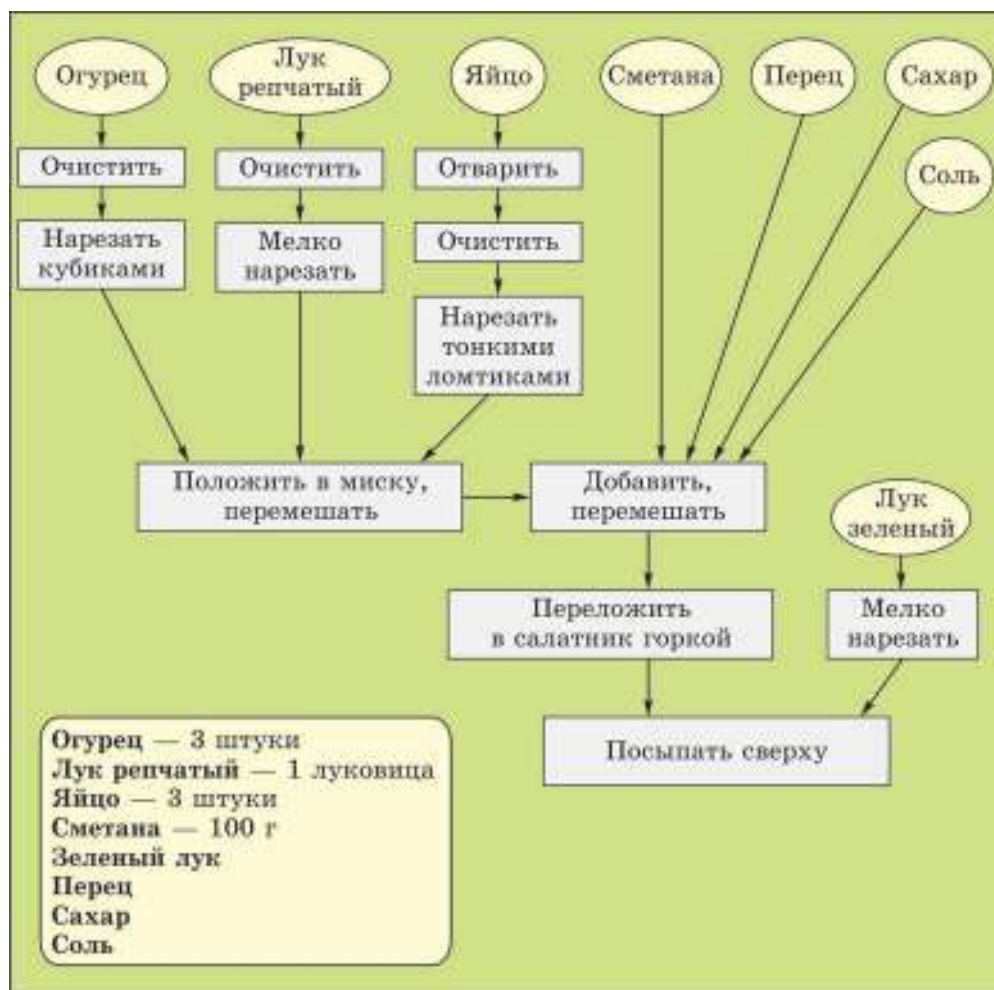 Огурец
Лук
репчатый
Яйцо
Сметана
Перец
Сахар
Соль
Очистить
Очистить
Отварить
Нарезать
кубиками
Мелко
нарезать
Очистить
Нарезать
тонкими
ломтиками
Положить в миску,
перемешать
Добавить,
перемешать
Лук
зеленый
Переложить
в салатник горкой
Мелко
нарезать
Посыпать сверху
Огурец — 3 штуки
Лук репчатый — 1 луковица
Яйцо — 3 штуки
Сметана — 100 г
Зеленый лук
Перец
Сахар
Соль